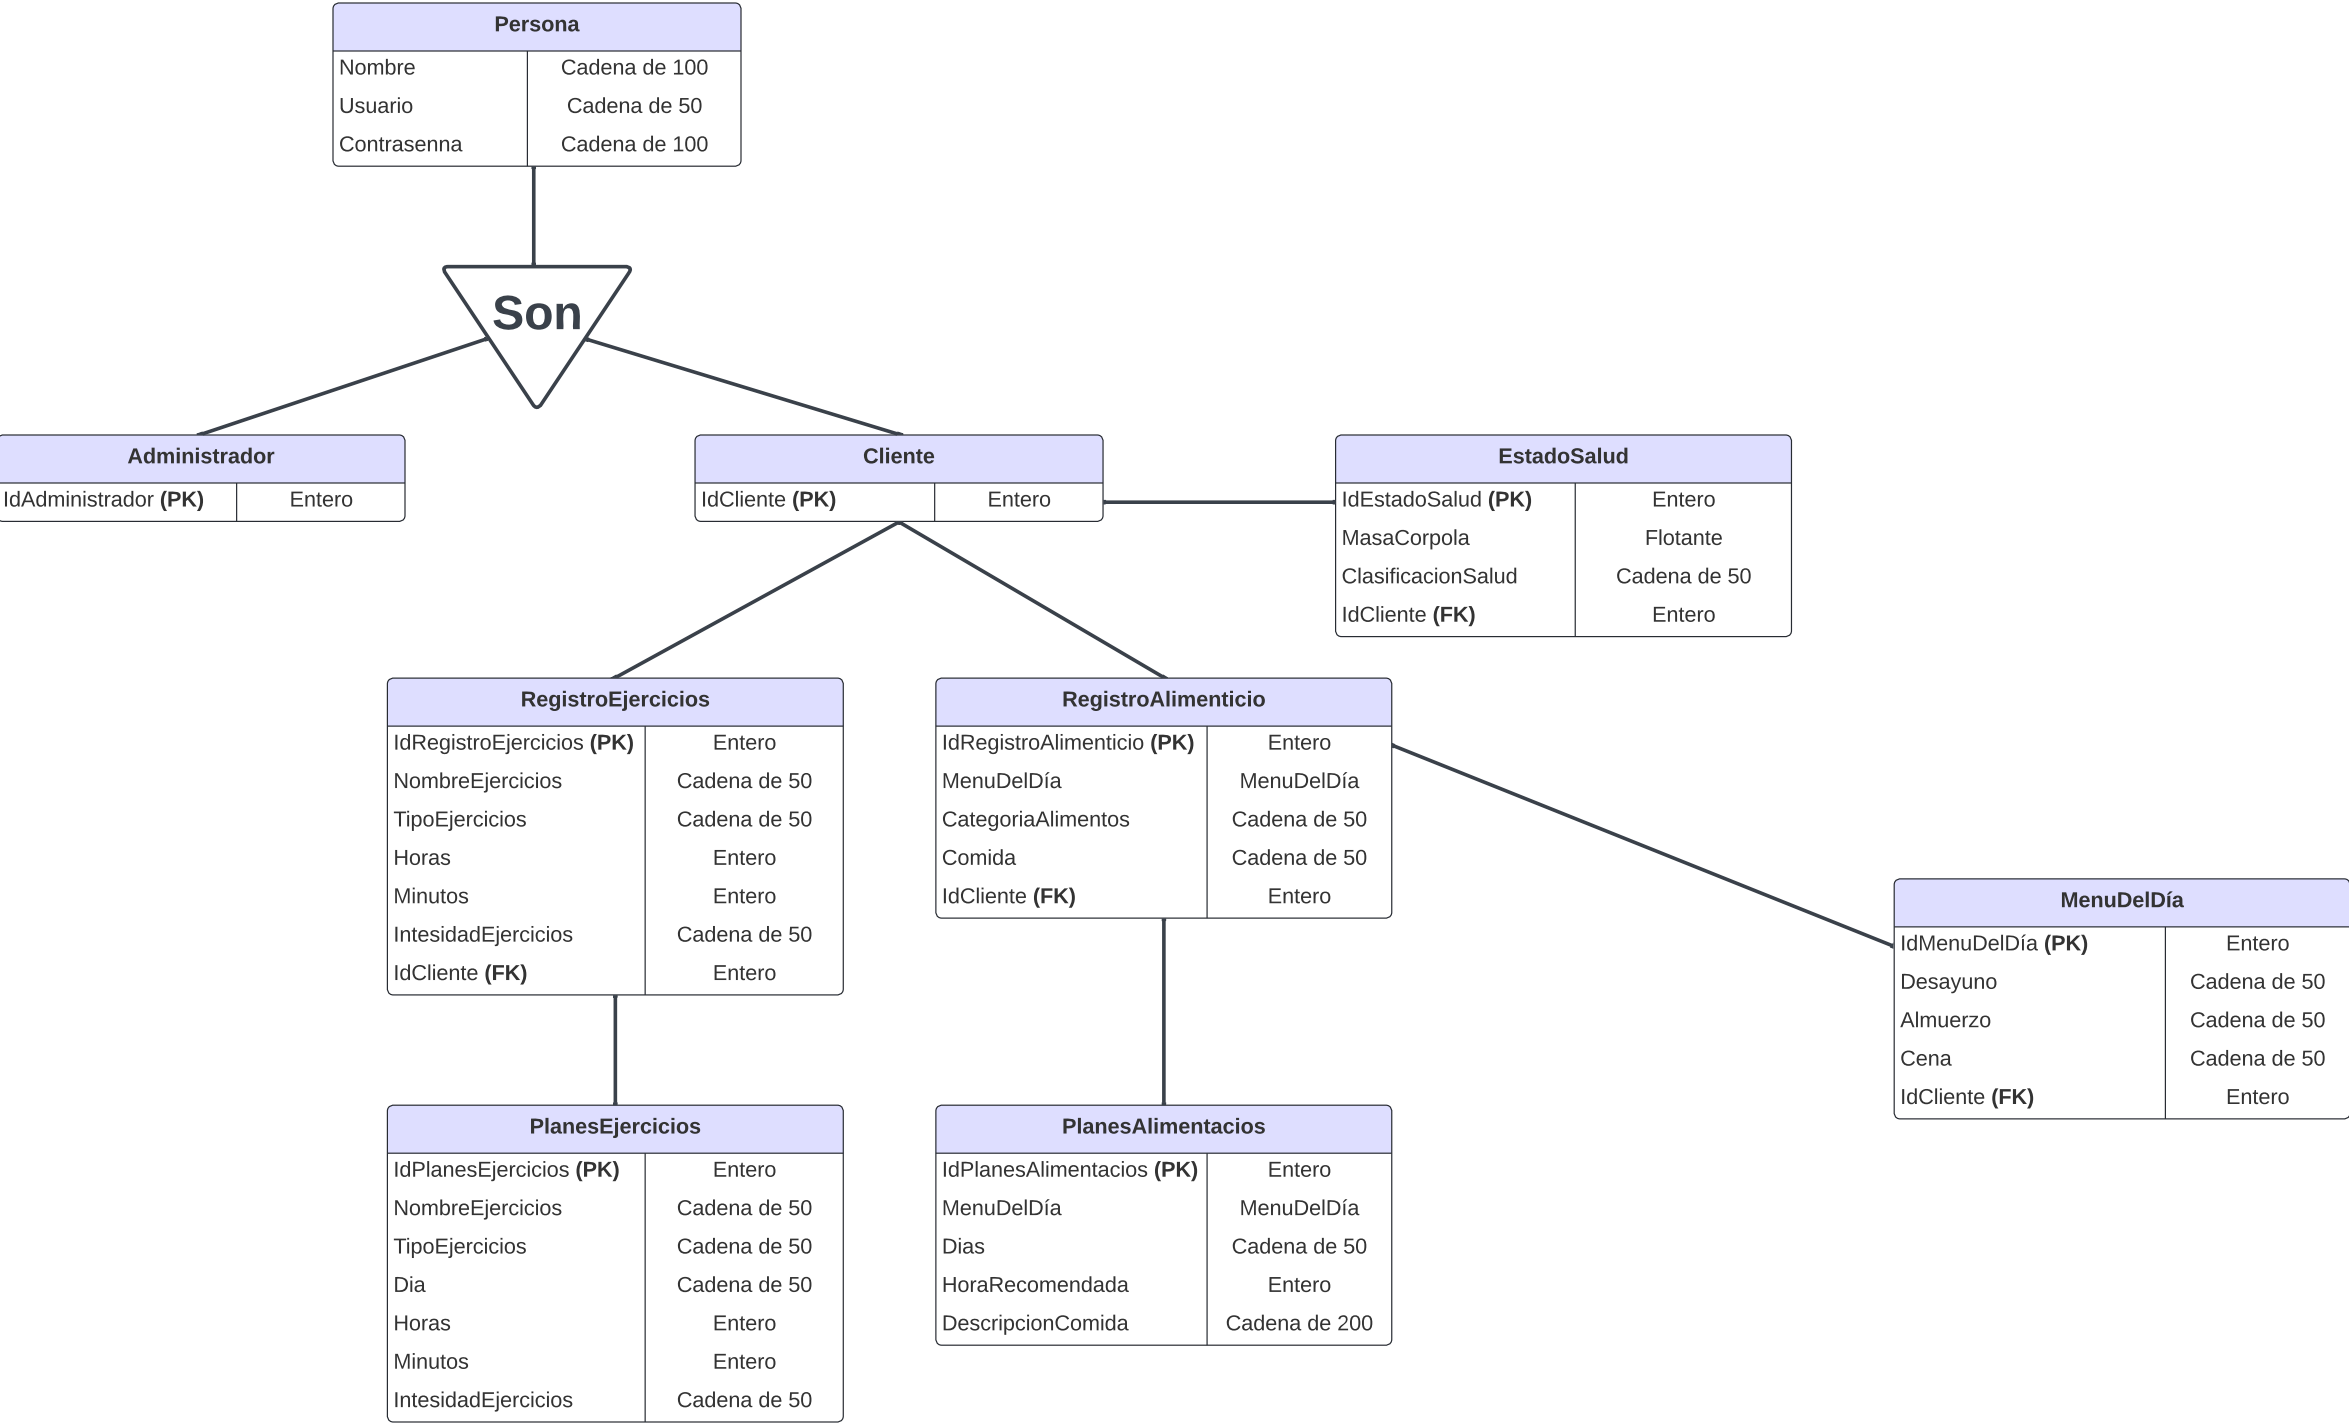 Persona
Nombre Cadena de 100
Usuario Cadena de 50
Contrasenna Cadena de 100
Son
Administrador
IdAdministrador (PK) Entero
Cliente
IdCliente (PK) Entero
EstadoSalud
IdEstadoSalud (PK) Entero
MasaCorpola Flotante
ClasificacionSalud Cadena de 50
IdCliente (FK) Entero
RegistroEjercicios
IdRegistroEjercicios (PK) Entero
NombreEjercicios Cadena de 50
TipoEjercicios Cadena de 50
Horas Entero
Minutos Entero
IntesidadEjercicios Cadena de 50
IdCliente (FK) Entero
RegistroAlimenticio
IdRegistroAlimenticio (PK) Entero
MenuDelDía MenuDelDía
CategoriaAlimentos Cadena de 50
Comida Cadena de 50
IdCliente (FK) Entero
MenuDelDía
IdMenuDelDía (PK) Entero
Desayuno Cadena de 50
Almuerzo Cadena de 50
Cena Cadena de 50
IdCliente (FK) Entero
PlanesEjercicios
IdPlanesEjercicios (PK) Entero
NombreEjercicios Cadena de 50
TipoEjercicios Cadena de 50
Dia Cadena de 50
Horas Entero
Minutos Entero
IntesidadEjercicios Cadena de 50
PlanesAlimentacios
IdPlanesAlimentacios (PK) Entero
MenuDelDía MenuDelDía
Dias Cadena de 50
HoraRecomendada Entero
DescripcionComida Cadena de 200